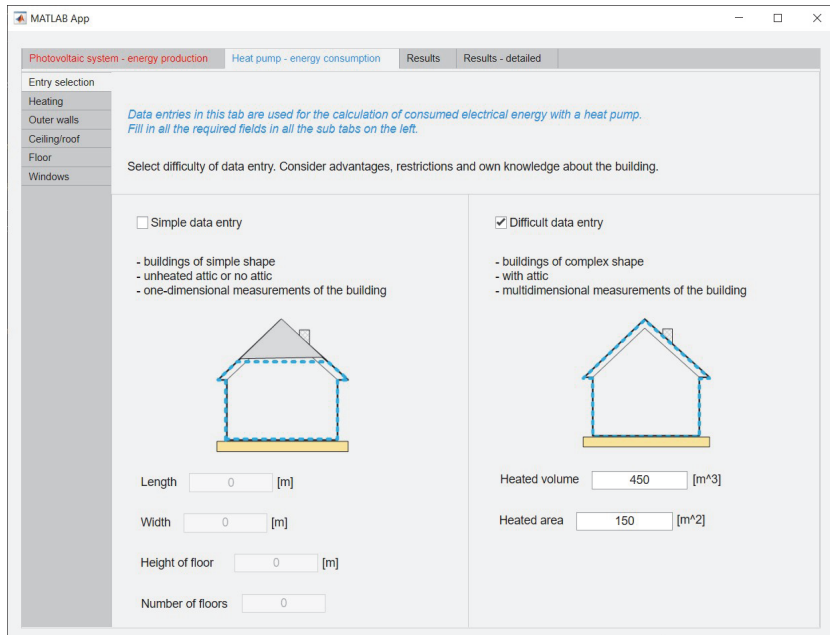 MATLAB App
Photovoltaic system - energy production
Heat pump - energy consumption
Results
Results - detailed
Entry selection
Heating
Outer walls
Ceiling/roof
Floor
Windows
Data entries in this tab are used for the calculation of consumed electrical energy with a heat pump.
Fill in all the required fields in all the sub tabs on the left.
Select difficulty of data entry. Consider advantages, restrictions and own knowledge about the building.
Simple data entry
- buildings of simple shape
- unheated attic or no attic
- one-dimensional measurements of the building
Length 0 [m]
Width 0 [m]
Height of floor 0 [m]
Number of floors 0
Difficult data entry
- buildings of complex shape
- with attic
- multidimensional measurements of the building
Heated volume 450 [m^3]
Heated area 150 [m^2]